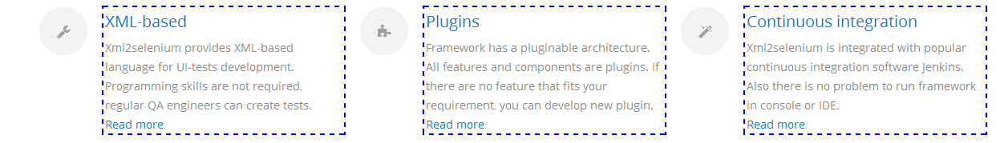 XML-based
Xml2selenium provides XML-based
language for UI-tests development.
Programming skills are not required,
regular QA engineers can create tests.
Read more
Plugins
Framework has a pluginable architecture.
All features and components are plugins. If
there are no feature that fits your
requirement, you can develop new plugin.
Read more
Continuous integration
Xml2selenium is integrated with popular
continuous integration software Jenkins.
Also there is no problem to run framework
in console or IDE.
Read more